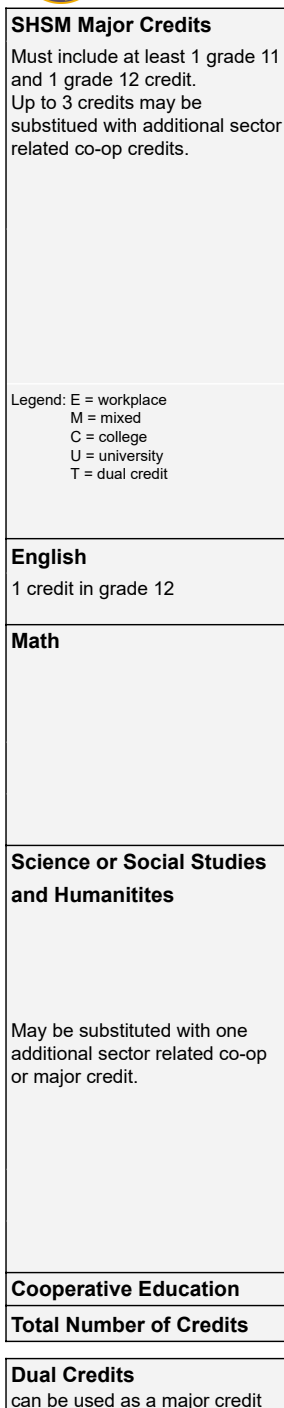 SHSM Major Credits
Must include at least 1 grade 11
and 1 grade 12 credit.
Up to 3 credits may be
substitued with additional sector
related co-op credits.
Legend: E = workplace
M = mixed
C = college
U = university
T = dual credit
English
1 credit in grade 12
Math
Science or Social Studies
and Humanitites
May be substituted with one
additional sector related co-op
or major credit.
Cooperative Education
Total Number of Credits
Dual Credits
can be used as a major credit